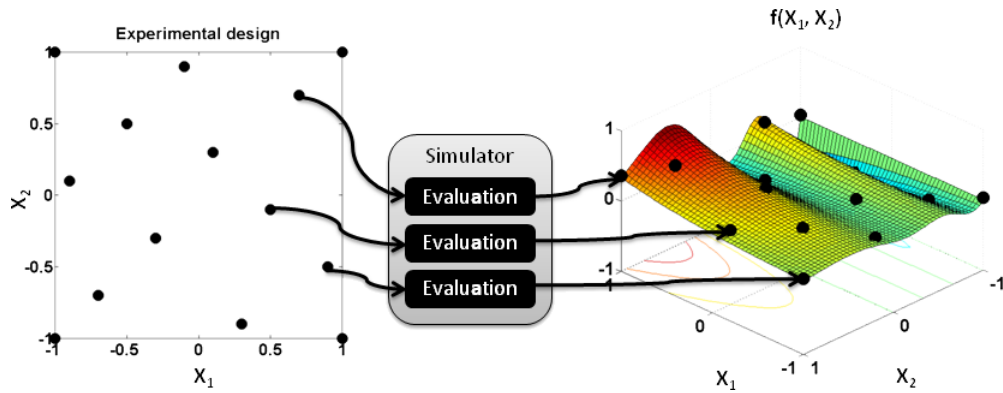 Experimental design
1
0.5
0
-0.5
-1
-1
-0.5
0
0.5
1
X₂
X₁
Simulator
Evaluation
Evaluation
Evaluation
f(X₁, X₂)
1
0
-1
1
0
-1
X₁
1
0
-1
X₂